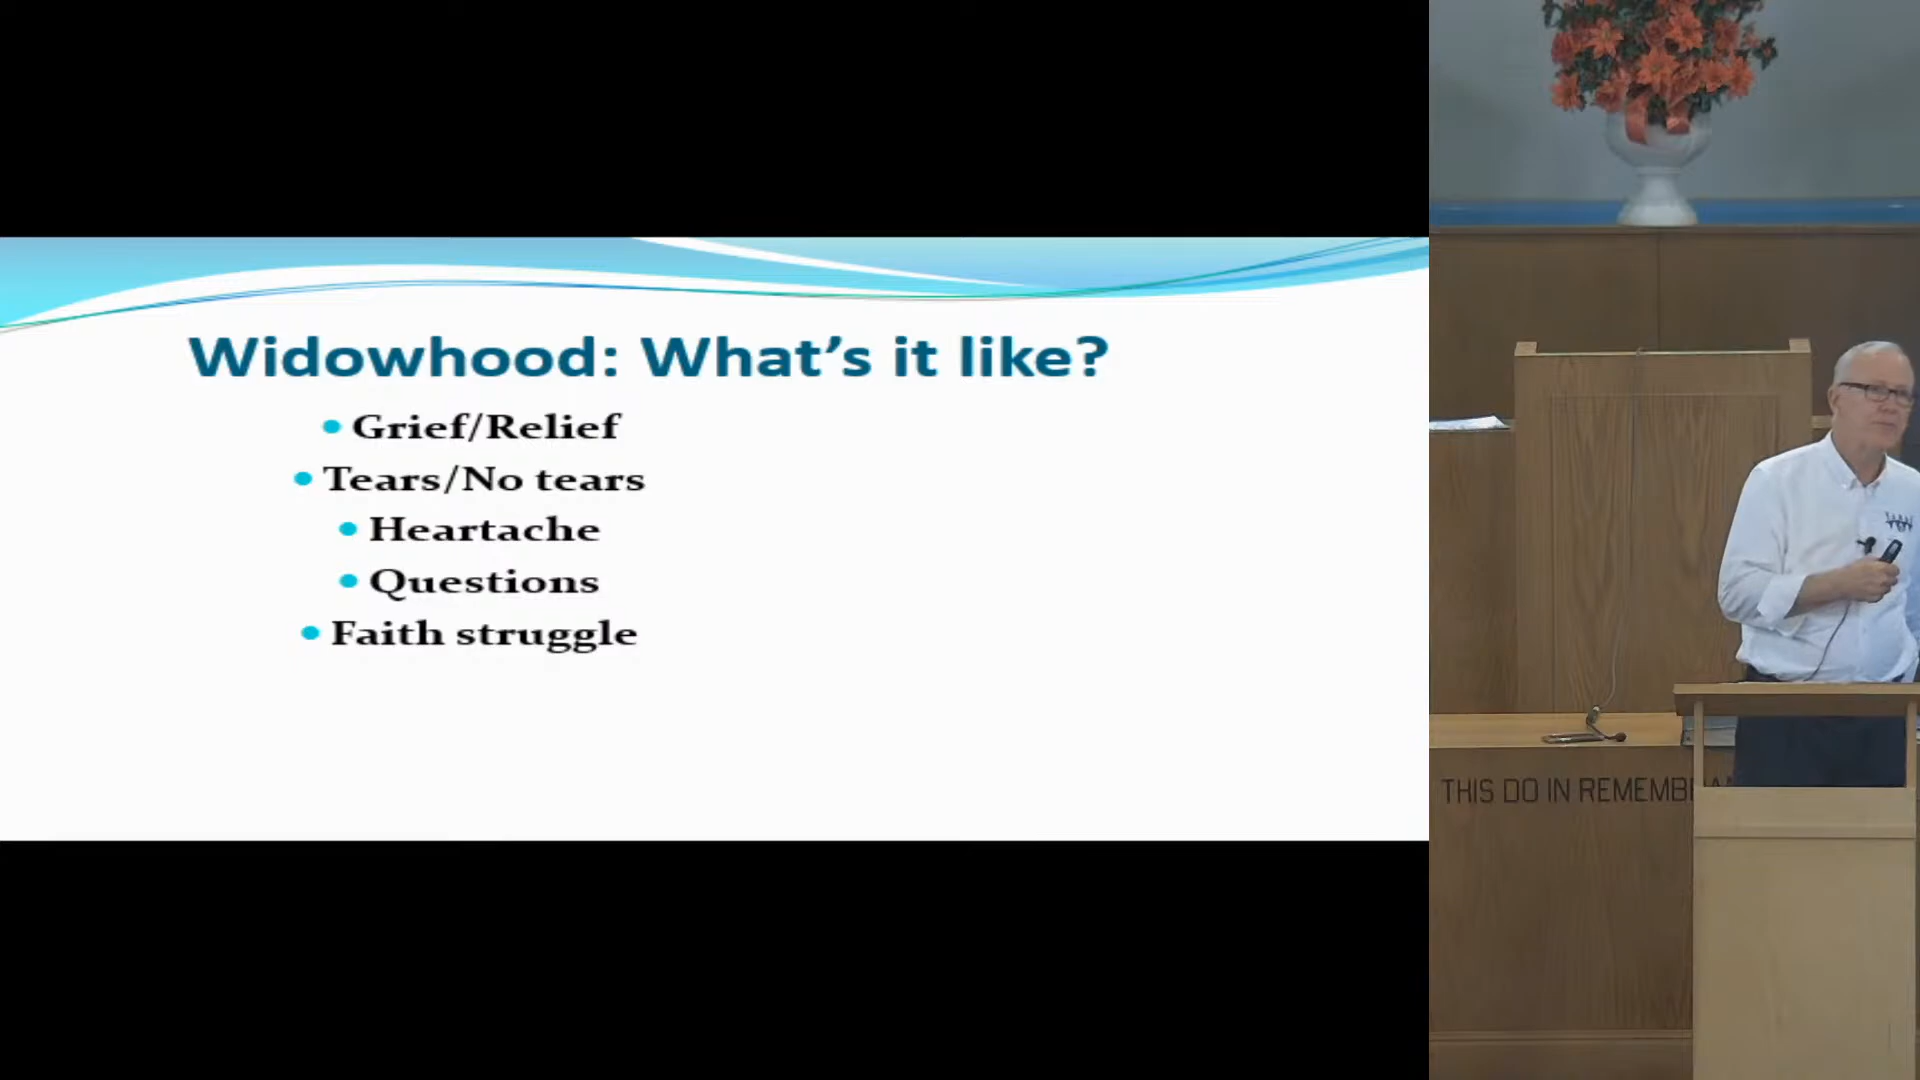 Widowhood: What's it like?
• Grief/Relief
• Tears/No tears
• Heartache
• Questions
• Faith struggle
THIS DO IN REMEMB